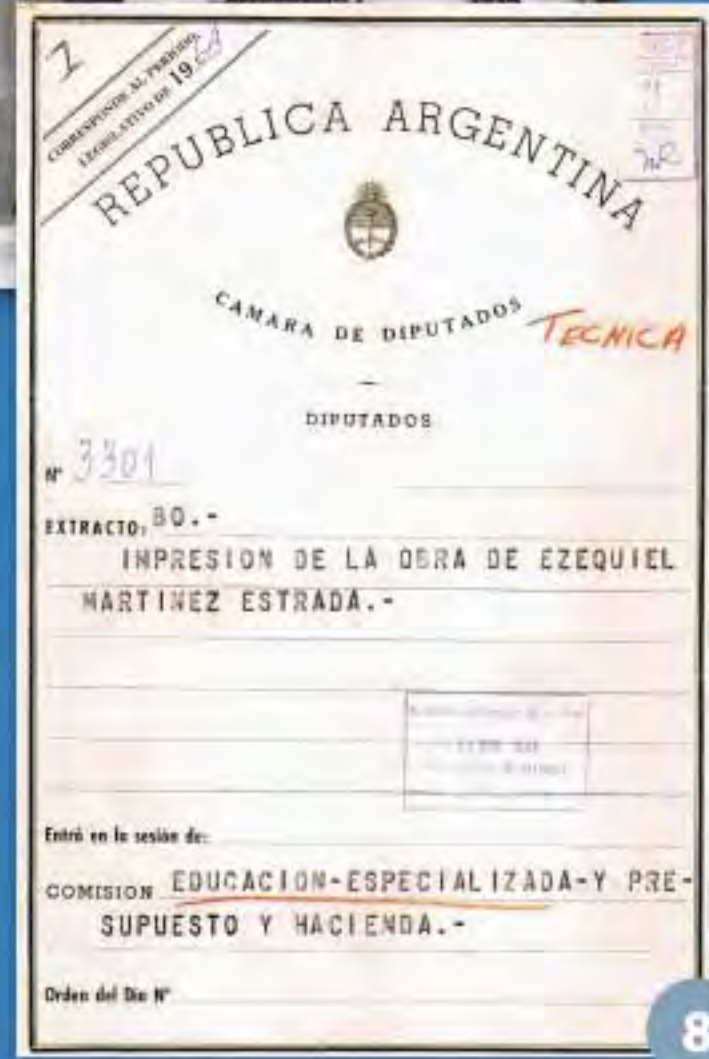 1
CORRESPONDE AL PERIODO
LEGISLATIVO DE 19
REPUBLICA ARGENTINA
CAMARA DE DIPUTADOS
TECNICA
DIPUTADOS
Nº 3301
EXTRACTO: BO.-
IMPRESION DE LA OBRA DE EZEQUIEL
MARTINEZ ESTRADA.-
Entró en la sesión de:
COMISION EDUCACION-ESPECIALIZADA-Y PRE-
SUPUESTO Y HACIENDA.-
Orden del Dia Nº
8